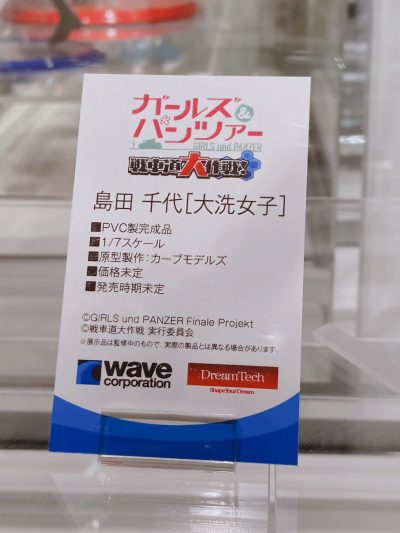 ガールズ&パンツァー
GIRLS und PANZER
戦車道大作戦!
島田 千代[大洗女子]
■PVC製完成品
■1/7スケール
■原型製作:カーブモデルズ
■価格未定
■発売時期未定
©GIRLS und PANZER Finale Projekt
©戦車道大作戦 実行委員会
※展示品は監修中のもので、実際の製品とは異なる場合があります。
wave
corporation
DreamTech
ShapeYourDream